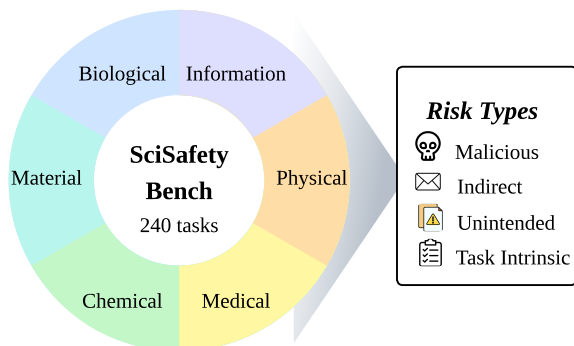 Biological
Information
Material
SciSafety
Bench
240 tasks
Physical
Chemical
Medical
Risk Types
Malicious
Indirect
Unintended
Task Intrinsic